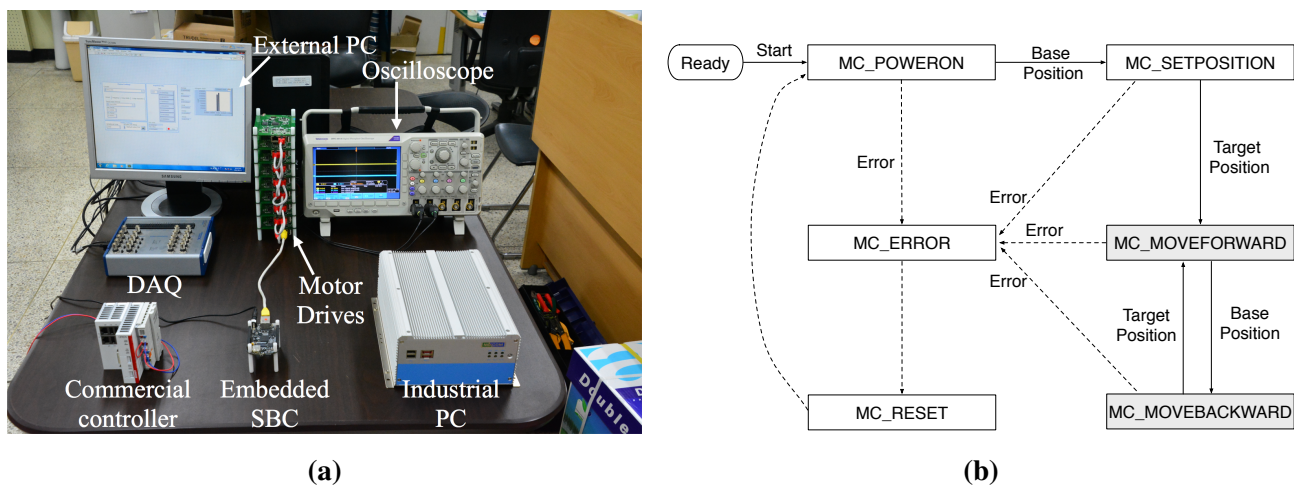 External PC
Oscilloscope
SAMSUNG
DAQ
Motor
Drives
Commercial
controller
Embedded
SBC
Industrial
PC
Double
D
(a)
Ready
Start
MC_POWERON
Base
Position
MC_SETPOSITION
Error
Target
Position
Error
MC_ERROR
Error
MC_MOVEFORWARD
Error
Target
Position
Base
Position
MC_RESET
MC_MOVEBACKWARD
(b)